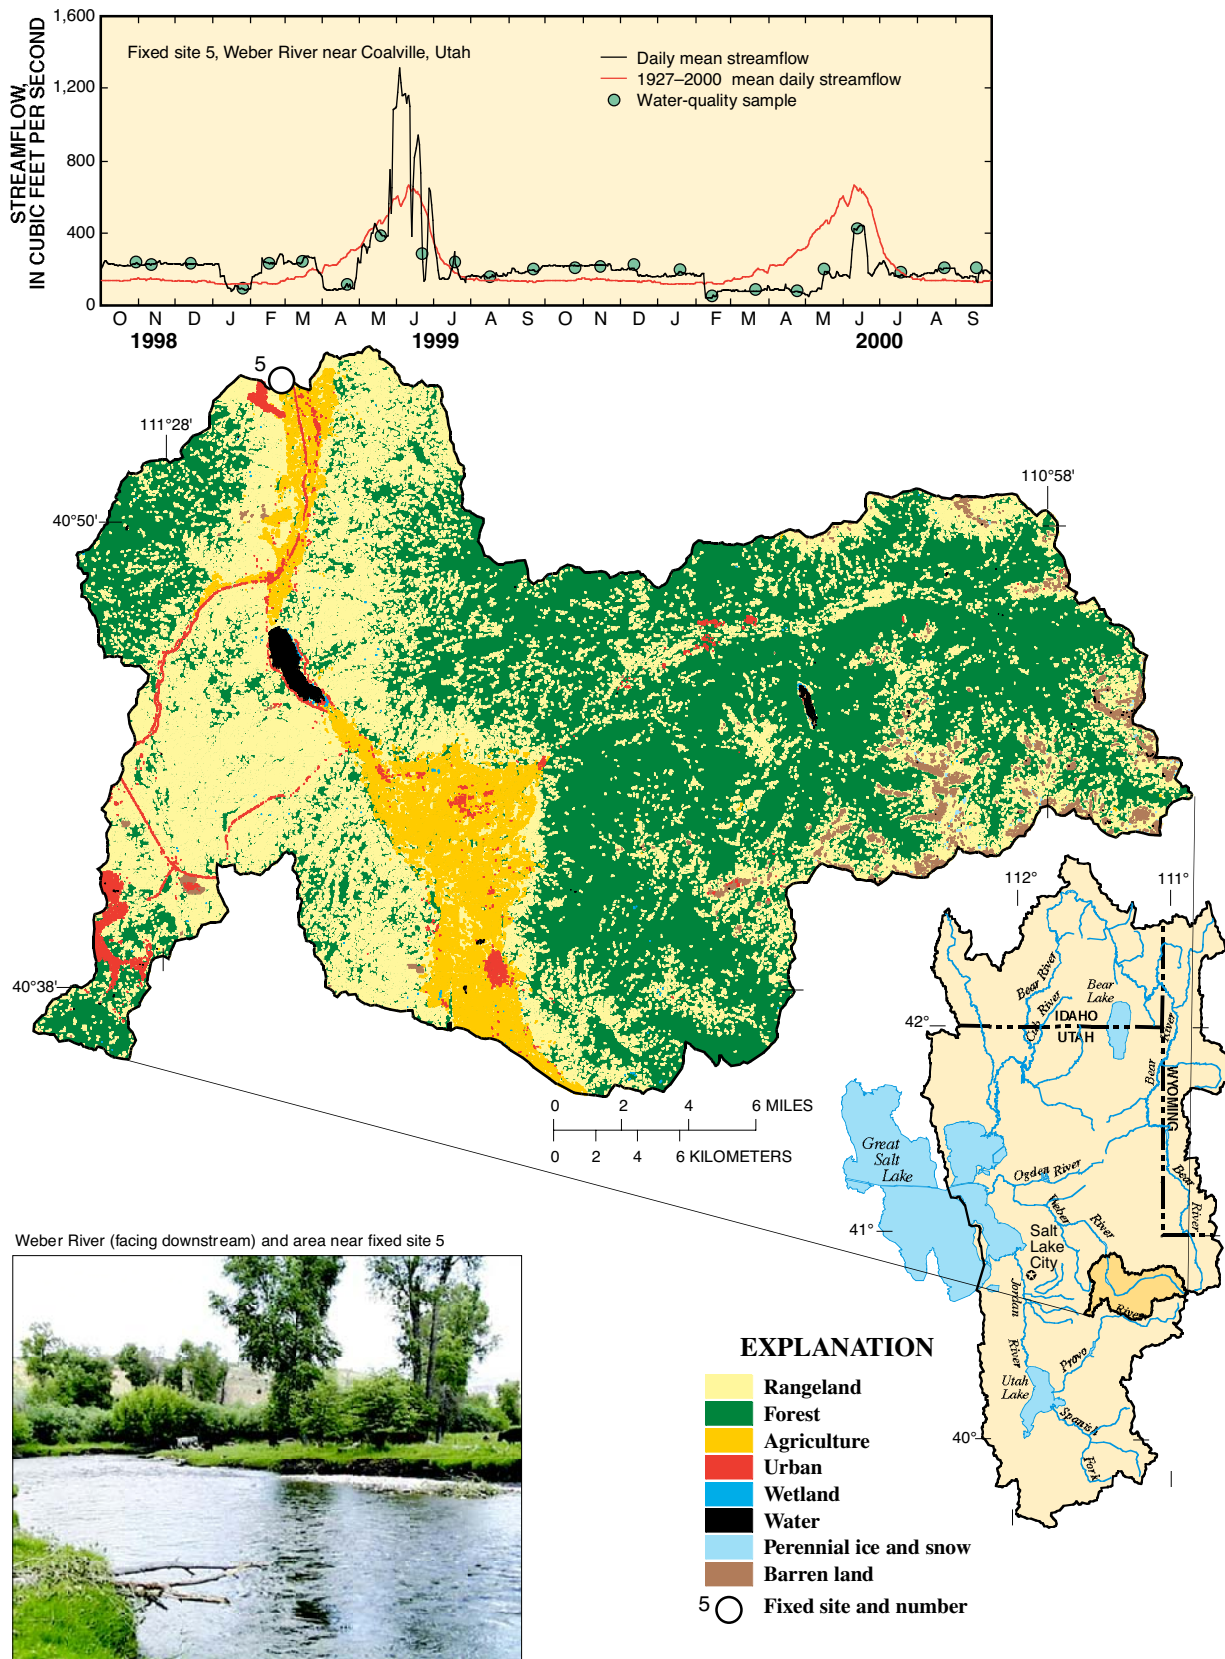 1,600
1,200
800
400
0
STREAMFLOW,
IN CUBIC FEET PER SECOND
Fixed site 5, Weber River near Coalville, Utah
Daily mean streamflow
1927–2000 mean daily streamflow
Water-quality sample
O N D J F M A M J J A S O N D J F M A M J J A S
1998 1999 2000
5
111°28'
40°50'
110°58'
40°38'
0 2 4 6 MILES
0 2 4 6 KILOMETERS
112° 111°
Bear River
Cub River
Bear
Lake
IDAHO
UTAH
42°
River
Bear
WYOMING
Great
Salt
Lake
Ogden River
Bear
River
Weber
River
41°
Salt
Lake
City
Jordan
River
River
Provo
Utah
Lake
Spanish
Fork
40°
Weber River (facing downstream) and area near fixed site 5
EXPLANATION
Rangeland
Forest
Agriculture
Urban
Wetland
Water
Perennial ice and snow
Barren land
5 Fixed site and number